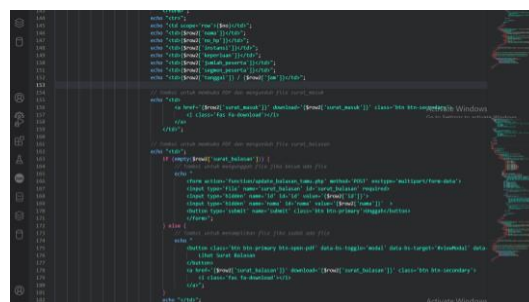 echo "<tr>";
echo "<td scope='row'>{$no}</td>";
echo "<td>{$row2['nama']}</td>";
echo "<td>{$row2['no_hp']}</td>";
echo "<td>{$row2['instansi']}</td>";
echo "<td>{$row2['keperluan']}</td>";
echo "<td>{$row2['jumlah_peserta']}</td>";
echo "<td>{$row2['segmen_peserta']}</td>";
echo "<td>{$row2['tanggal']} / {$row2['jam']}</td>";
153
// Tombol untuk membuka PDF dan mengunduh file surat_masuk
echo "<td>
<a href='{$row2['surat_masuk']}' download='{$row2['surat_masuk']}' class='btn btn-secondary'>
<i class='fas fa-download'></i>
</a>
</td>";
Activate Windows
// Tombol untuk membuka PDF dan mengunduh file surat_balasan
echo "<td>";
if (empty($row2['surat_balasan'])) {
// Tombol untuk mengunggah file jika belum ada file
echo "
<form action='function/update_balasan_tamu.php' method='POST' enctype='multipart/form-data'>
<input type='file' name='surat_balasan' id='surat_balasan' required>
<input type='hidden' name='id' id='id' value='{$row2['id']}'>
<input type='hidden' name='nama' id='nama' value='{$row2['nama']}' >
<button type='submit' name='submit' class='btn btn-primary'>Unggah</button>
</form>";
} else {
// Tombol untuk menampilkan file jika sudah ada file
echo "
<button class='btn btn-primary btn-open-pdf' data-bs-toggle='modal' data-bs-target='#viewModal' data-
Lihat Surat Balasan
</button>
<a href='{$row2['surat_balasan']}' download='{$row2['surat_balasan']}' class='btn btn-secondary'>
<i class='fas fa-download'></i>
</a>";
}
echo "</td>";
Activate Windows